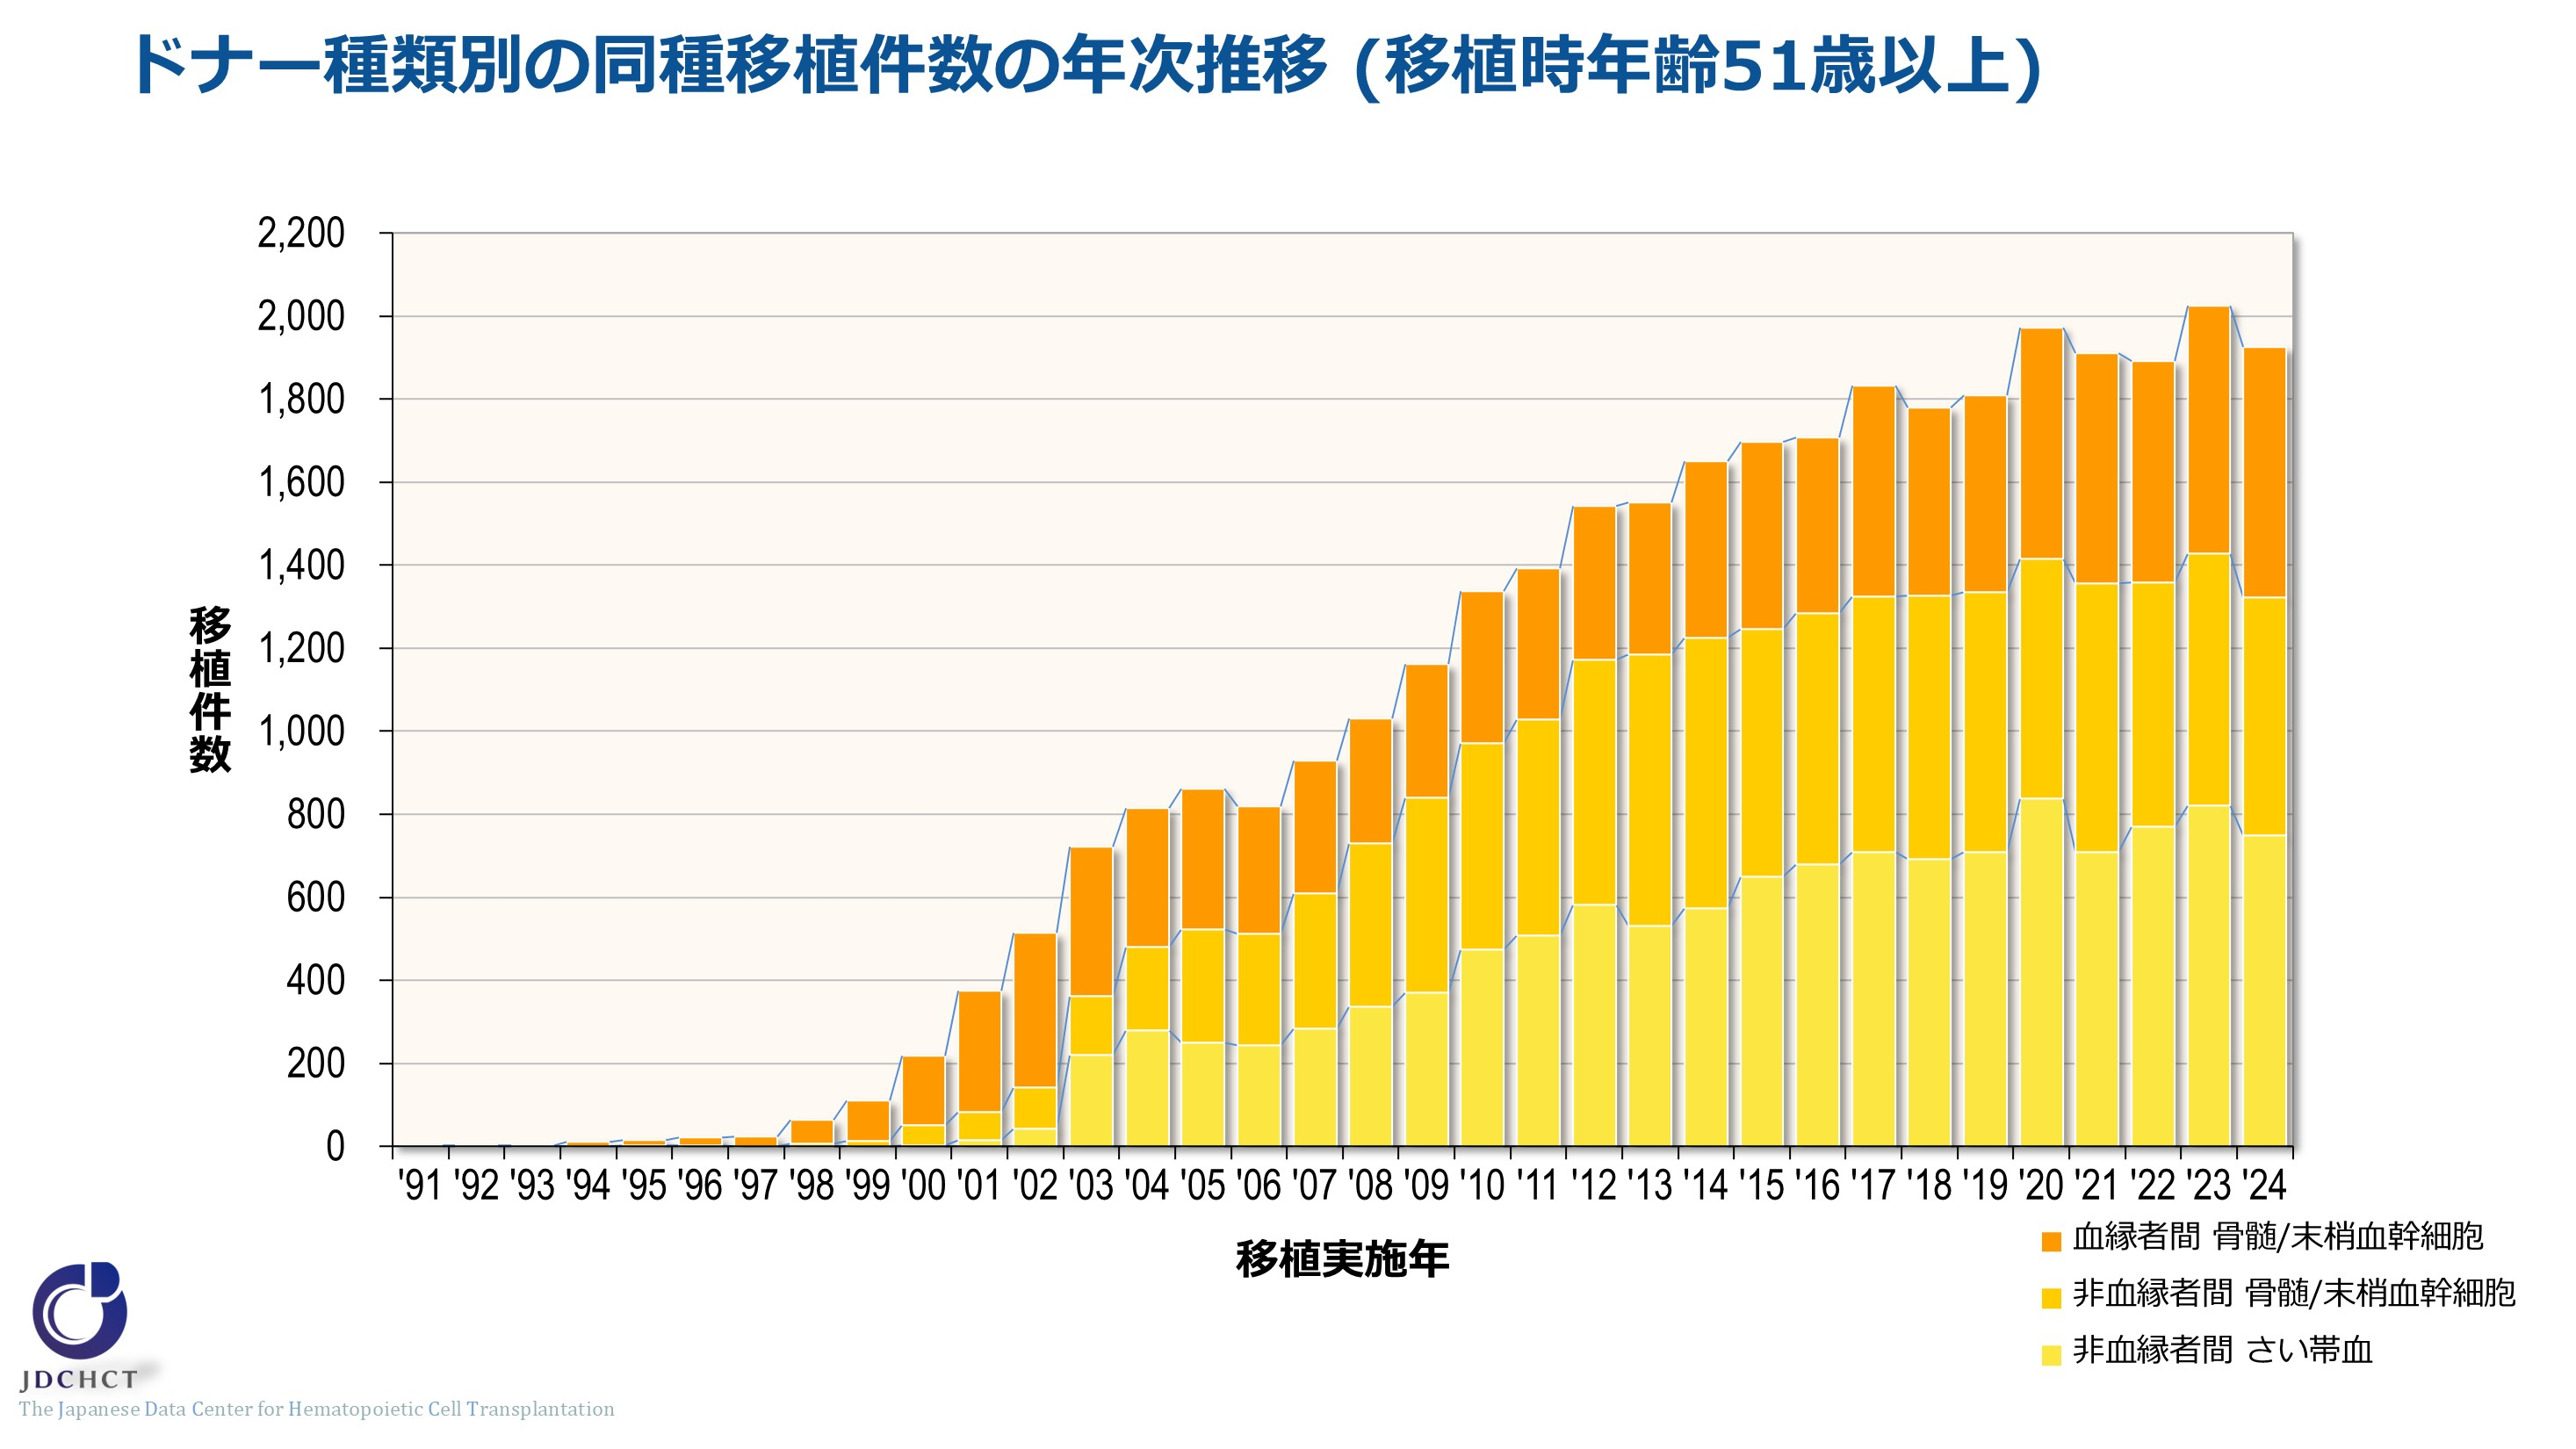 ドナー種類別の同種移植件数の年次推移 (移植時年齢51歳以上)
移植件数
2,200
2,000
1,800
1,600
1,400
1,200
1,000
800
600
400
200
0
'91 '92 '93 '94 '95 '96 '97 '98 '99 '00 '01 '02 '03 '04 '05 '06 '07 '08 '09 '10 '11 '12 '13 '14 '15 '16 '17 '18 '19 '20 '21 '22 '23 '24
移植実施年
血縁者間 骨髄/末梢血幹細胞
非血縁者間 骨髄/末梢血幹細胞
非血縁者間 さい帯血
JDCHCT
The Japanese Data Center for Hematopoietic Cell Transplantation